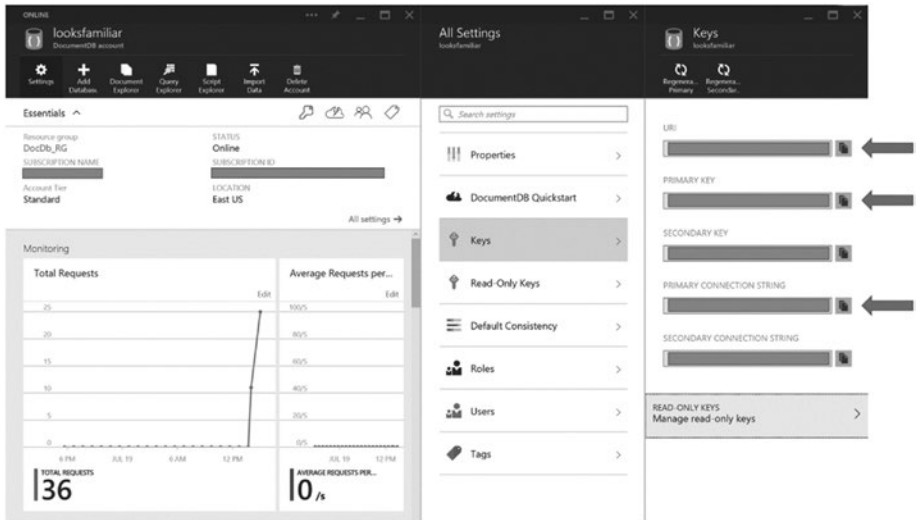 ONLINE
looksfamiliar
DocumentDB account
Settings
Add Database
Document Explorer
Query Explorer
Script Explorer
Import Data
Delete Account
Essentials
Resource group
DocDb_RG
STATUS
Online
SUBSCRIPTION NAME
SUBSCRIPTION ID
Account Tier
Standard
LOCATION
East US
All settings →
Monitoring
Total Requests
Edit
25
20
15
10
5
0
6 PM
JUL 19
6 AM
12 PM
TOTAL REQUESTS
36
Average Requests per...
Edit
100/S
80/S
60/S
40/S
20/S
0/S
JUL 19
12 PM
AVERAGE REQUESTS PER...
0 /s
All Settings
looksfamiliar
Search settings
Properties
DocumentDB Quickstart
Keys
Read-Only Keys
Default Consistency
Roles
Users
Tags
Keys
looksfamiliar
Regenera... Primary
Regenera... Secondar...
URI
PRIMARY KEY
SECONDARY KEY
PRIMARY CONNECTION STRING
SECONDARY CONNECTION STRING
READ-ONLY KEYS
Manage read-only keys